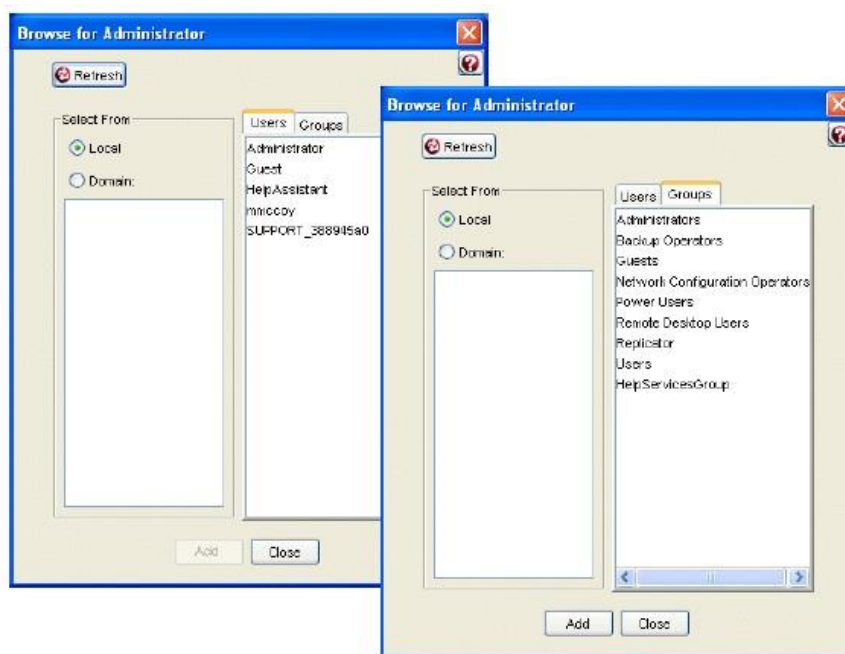 Browse for Administrator
Refresh
Select From
Local
Domain:
Users
Groups
Administrator
Guest
HelpAssistant
mmccoy
SUPPORT_388945a0
Add
Close
Browse for Administrator
Refresh
Select From
Local
Domain:
Users
Groups
Administrators
Backup Operators
Guests
Network Configuration Operators
Power Users
Remote Desktop Users
Replicator
Users
HelpServicesGroup
Add
Close